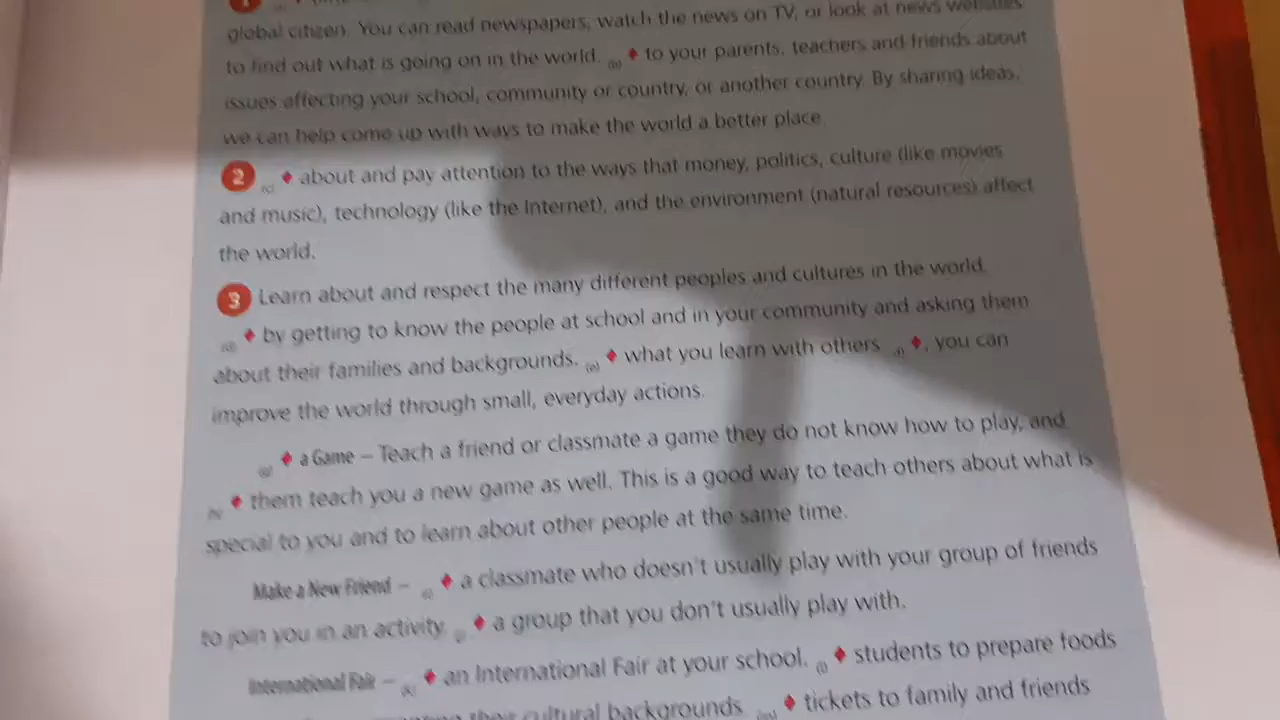 1
global citizen. You can read newspapers, watch the news on TV, or look at news websites
to find out what is going on in the world. (b) ♦ to your parents, teachers and friends about
issues affecting your school, community or country, or another country. By sharing ideas,
we can help come up with ways to make the world a better place.
2 (c) ♦ about and pay attention to the ways that money, politics, culture (like movies
and music), technology (like the Internet), and the environment (natural resources) affect
the world.
3 Learn about and respect the many different peoples and cultures in the world.
(d) ♦ by getting to know the people at school and in your community and asking them
about their families and backgrounds. (e) ♦ what you learn with others. (f) ♦, you can
improve the world through small, everyday actions.
(g) ♦ a Game – Teach a friend or classmate a game they do not know how to play, and
(h) ♦ them teach you a new game as well. This is a good way to teach others about what is
special to you and to learn about other people at the same time.
Make a New Friend – (i) ♦ a classmate who doesn't usually play with your group of friends
to join you in an activity. (j) ♦ a group that you don't usually play with.
International Fair – (k) ♦ an International Fair at your school. (l) ♦ students to prepare foods
their cultural backgrounds. (m) ♦ tickets to family and friends